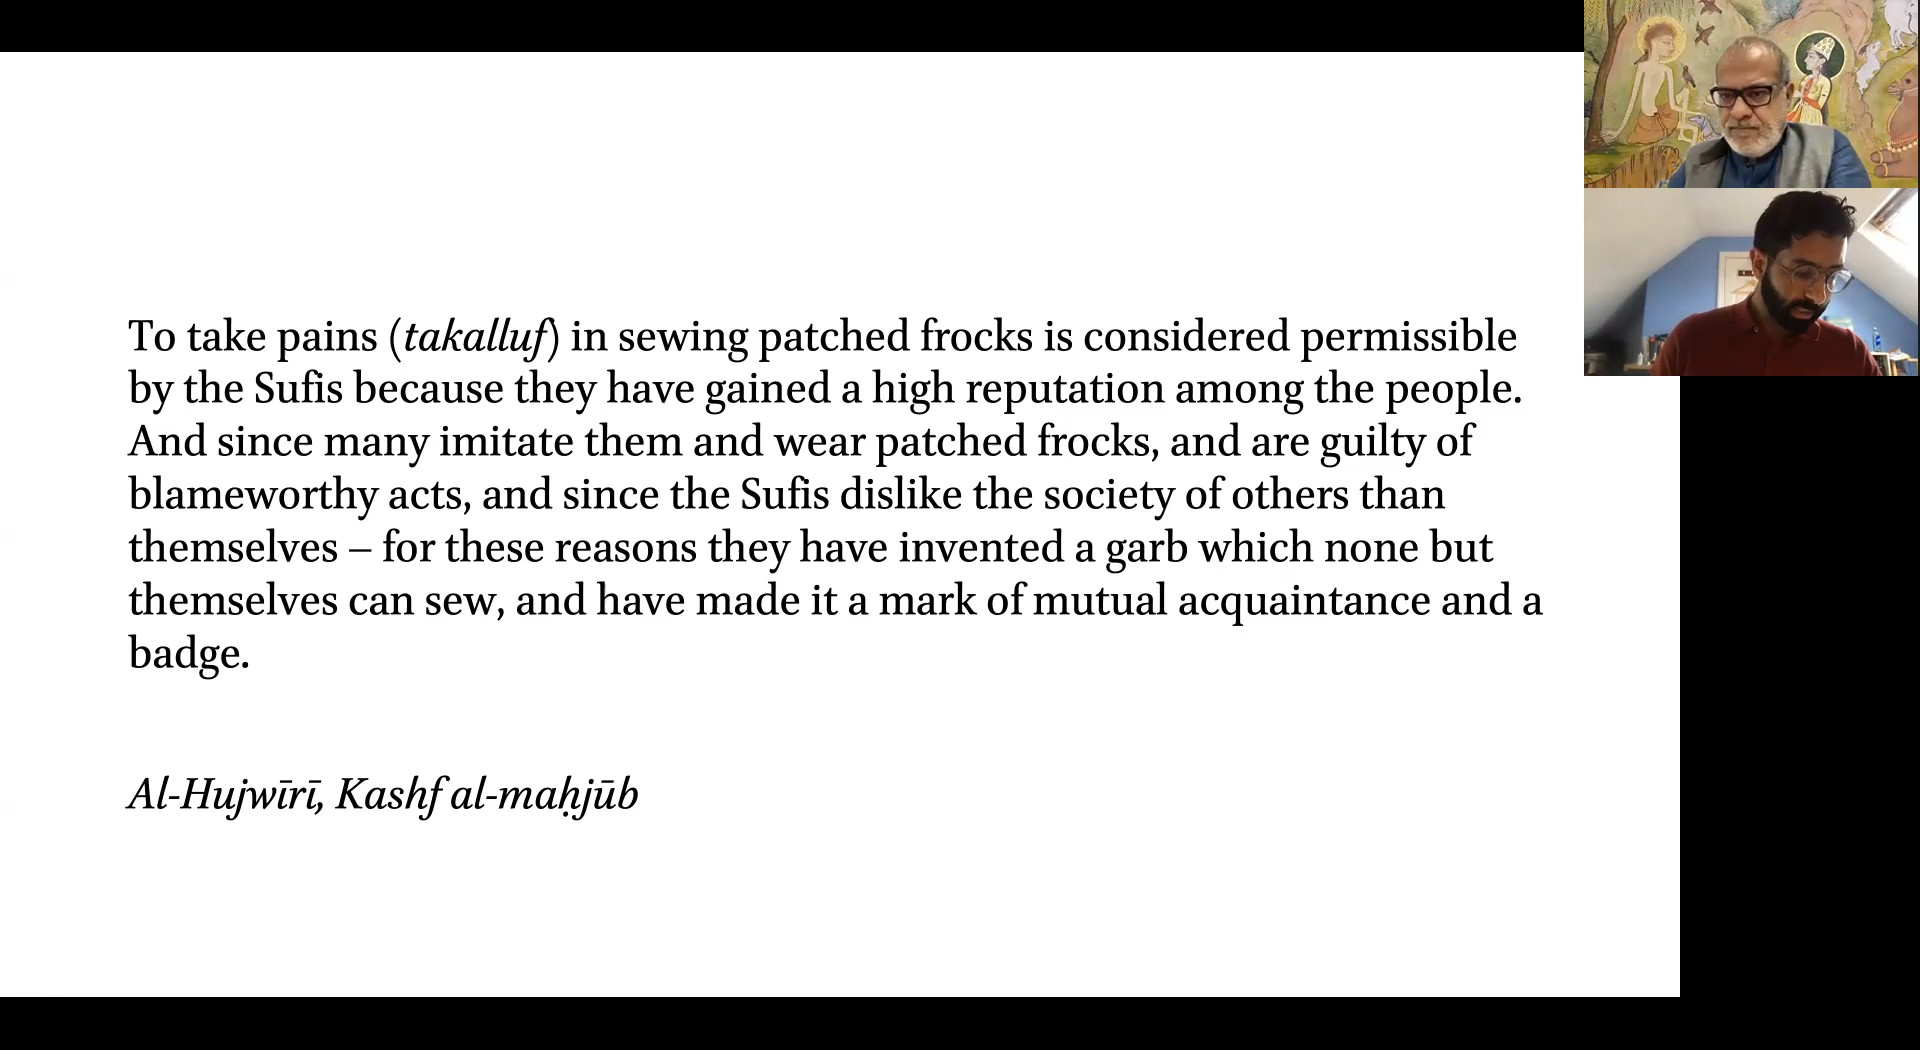 To take pains (takalluf) in sewing patched frocks is considered permissible
by the Sufis because they have gained a high reputation among the people.
And since many imitate them and wear patched frocks, and are guilty of
blameworthy acts, and since the Sufis dislike the society of others than
themselves – for these reasons they have invented a garb which none but
themselves can sew, and have made it a mark of mutual acquaintance and a
badge.
Al-Hujwīrī, Kashf al-maḥjūb